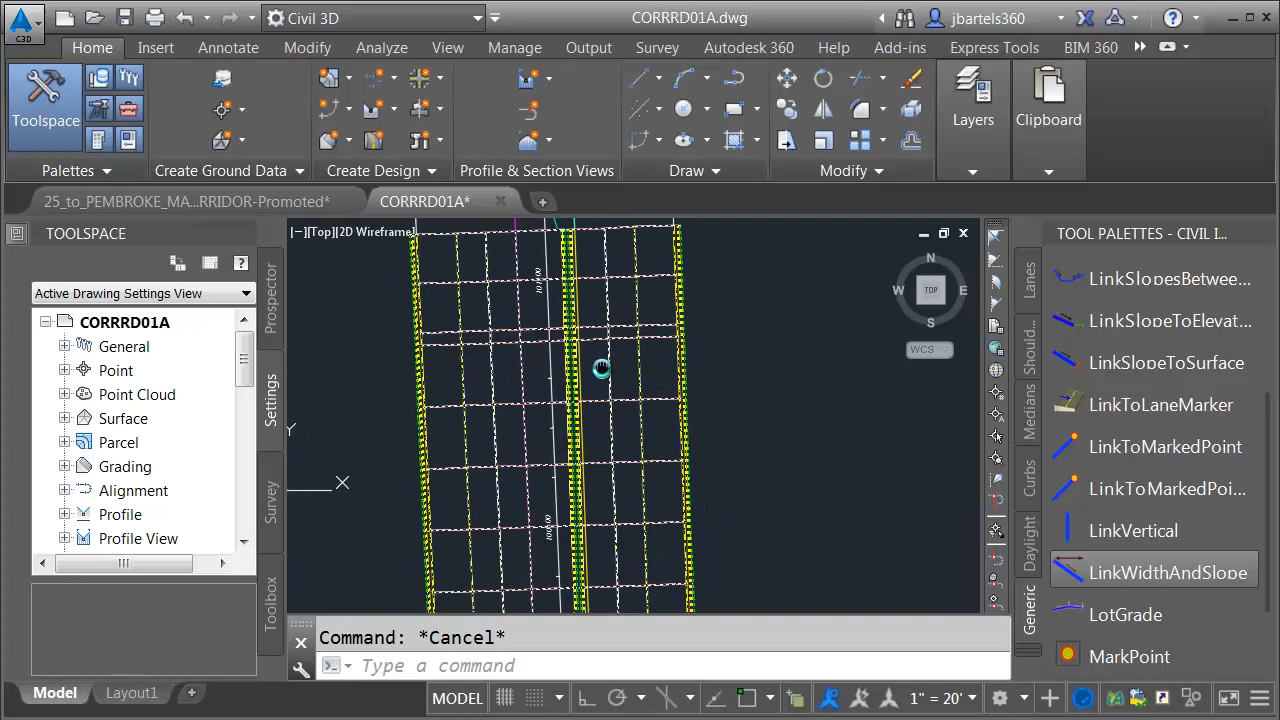 C3D
Civil 3D
CORRRD01A.dwg
jbartels360
Home Insert Annotate Modify Analyze View Manage Output Survey Autodesk 360 Help Add-ins Express Tools BIM 360
Toolspace
Layers
Clipboard
Palettes Create Ground Data Create Design Profile & Section Views Draw Modify
25_to_PEMBROKE_MA...RRIDOR-Promoted*
CORRRD01A*
TOOLSPACE
Active Drawing Settings View
CORRRD01A
General
Point
Point Cloud
Surface
Parcel
Grading
Alignment
Profile
Profile View
Prospector
Settings
Survey
Toolbox
[−][Top][2D Wireframe]
N
W TOP E
S
WCS
Y
X
TOOL PALETTES - CIVIL I...
Lanes
Should...
Medians
Curbs
Daylight
Generic
LinkSlopesBetwee...
LinkSlopeToElevat...
LinkSlopeToSurface
LinkToLaneMarker
LinkToMarkedPoint
LinkToMarkedPoi...
LinkVertical
LinkWidthAndSlope
LotGrade
MarkPoint
Command: *Cancel*
Type a command
Model Layout1
MODEL
1" = 20'